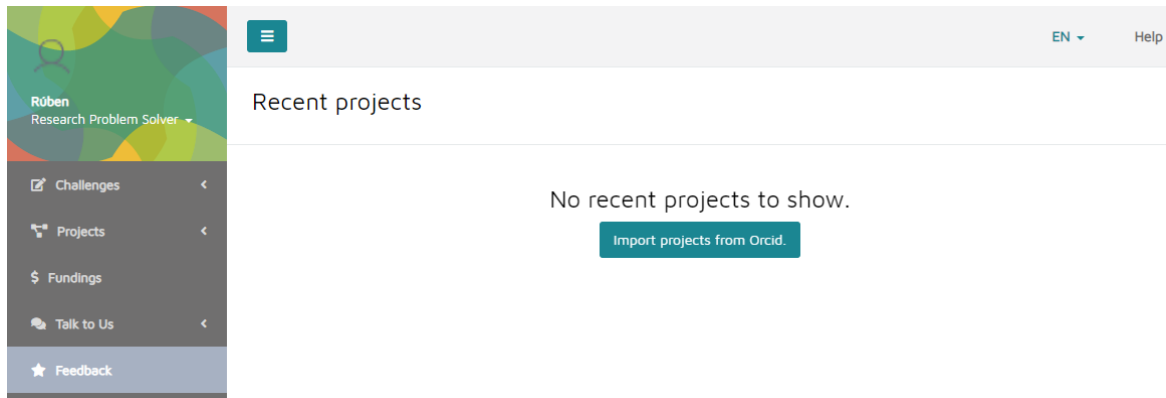 EN
Help
Rúben
Research Problem Solver
Recent projects
Challenges
Projects
$ Fundings
Talk to Us
Feedback
No recent projects to show.
Import projects from Orcid.